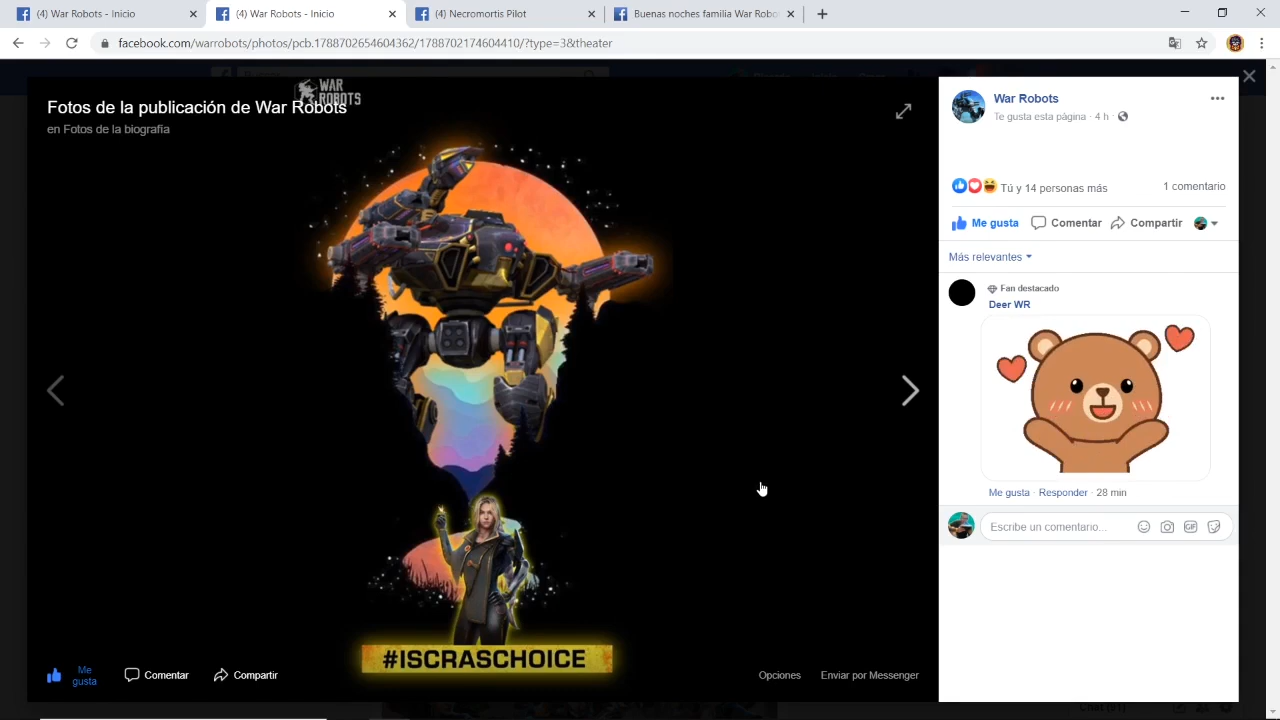 (4) War Robots - Inicio
(4) War Robots - Inicio
(4) Necromortis Pilot
Buenas noches familia War Robo
facebook.com/warrobots/photos/pcb.1788702654604362/1788702174604410/?type=3&theater
WAR
ROBOTS
Fotos de la publicación de War Robots
en Fotos de la biografía
#ISCRASCHOICE
Me
gusta
Comentar
Compartir
Opciones
Enviar por Messenger
War Robots
Te gusta esta página · 4 h ·
Tú y 14 personas más
1 comentario
Me gusta
Comentar
Compartir
Más relevantes
Fan destacado
Deer WR
Me gusta · Responder · 28 min
Escribe un comentario...
GIF